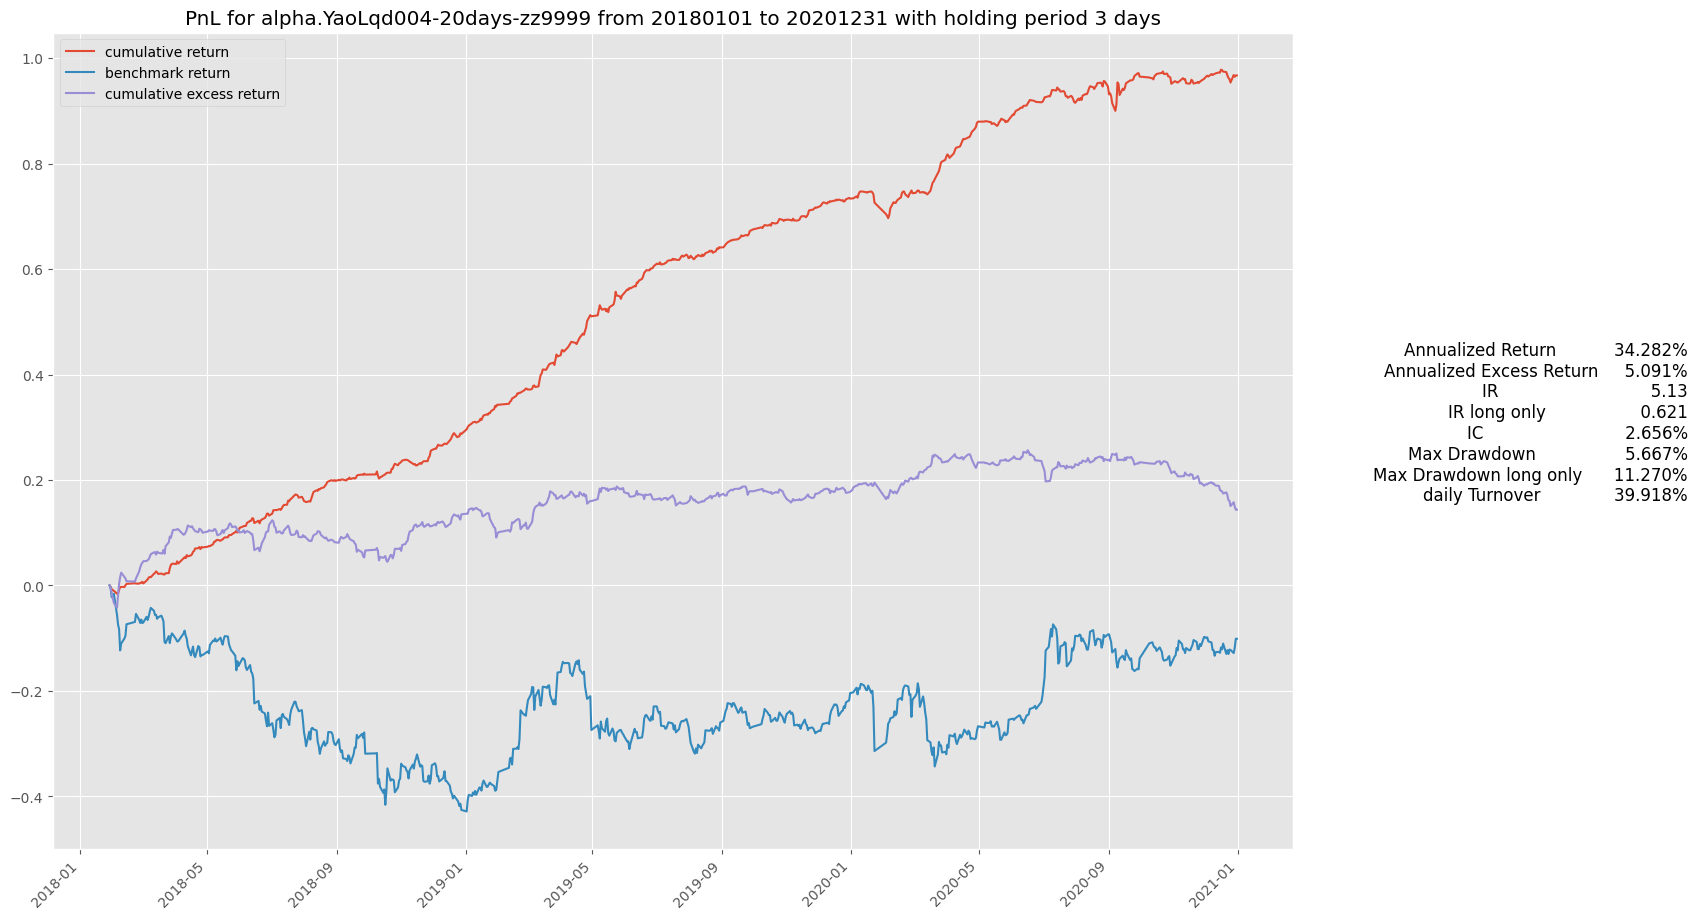 PnL for alpha.YaoLqd004-20days-zz9999 from 20180101 to 20201231 with holding period 3 days
cumulative return
benchmark return
cumulative excess return
1.0
0.8
0.6
0.4
0.2
0.0
−0.2
−0.4
2018-01
2018-05
2018-09
2019-01
2019-05
2019-09
2020-01
2020-05
2020-09
2021-01
Annualized Return 34.282%
Annualized Excess Return 5.091%
IR 5.13
IR long only 0.621
IC 2.656%
Max Drawdown 5.667%
Max Drawdown long only 11.270%
daily Turnover 39.918%